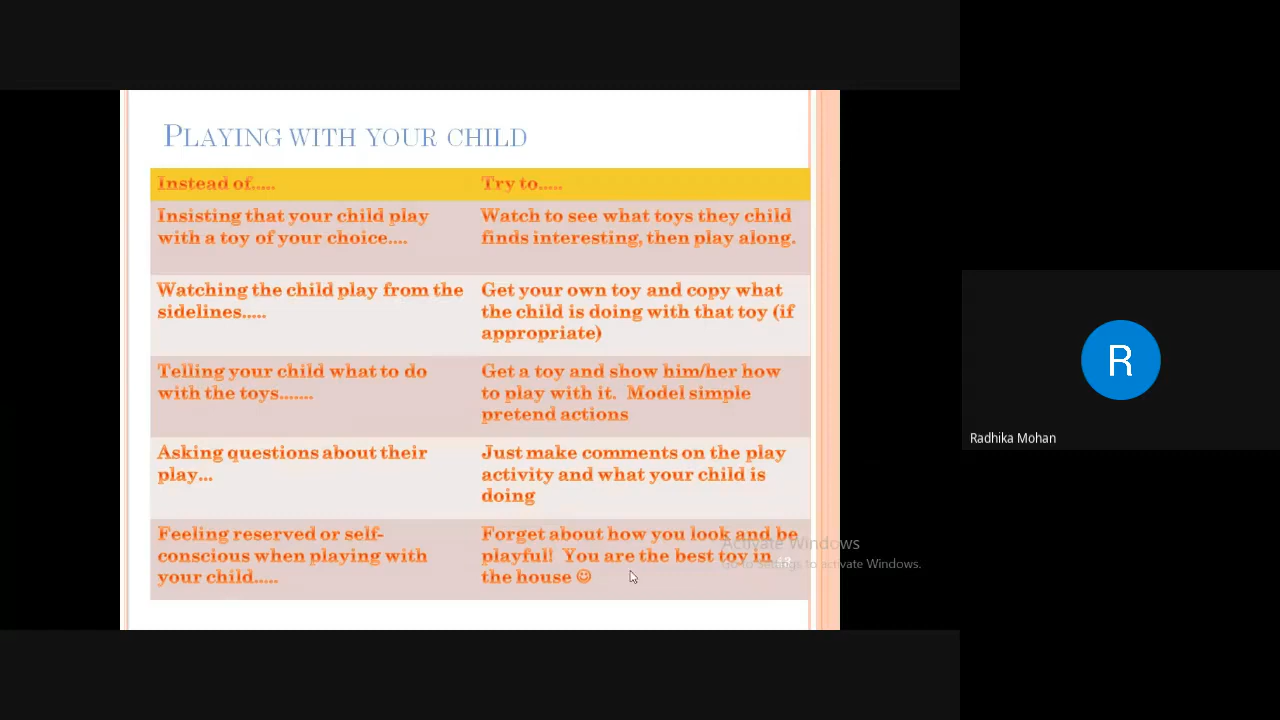 PLAYING WITH YOUR CHILD
Instead of.....
Try to.....
Insisting that your child play
with a toy of your choice....
Watch to see what toys they child
finds interesting, then play along.
Watching the child play from the
sidelines.....
Get your own toy and copy what
the child is doing with that toy (if
appropriate)
Telling your child what to do
with the toys.......
Get a toy and show him/her how
to play with it.  Model simple
pretend actions
Asking questions about their
play...
Just make comments on the play
activity and what your child is
doing
Feeling reserved or self-
conscious when playing with
your child.....
Forget about how you look and be
playful!  You are the best toy in
the house ☺
Activate Windows
Go to Settings to activate Windows.
R
Radhika Mohan